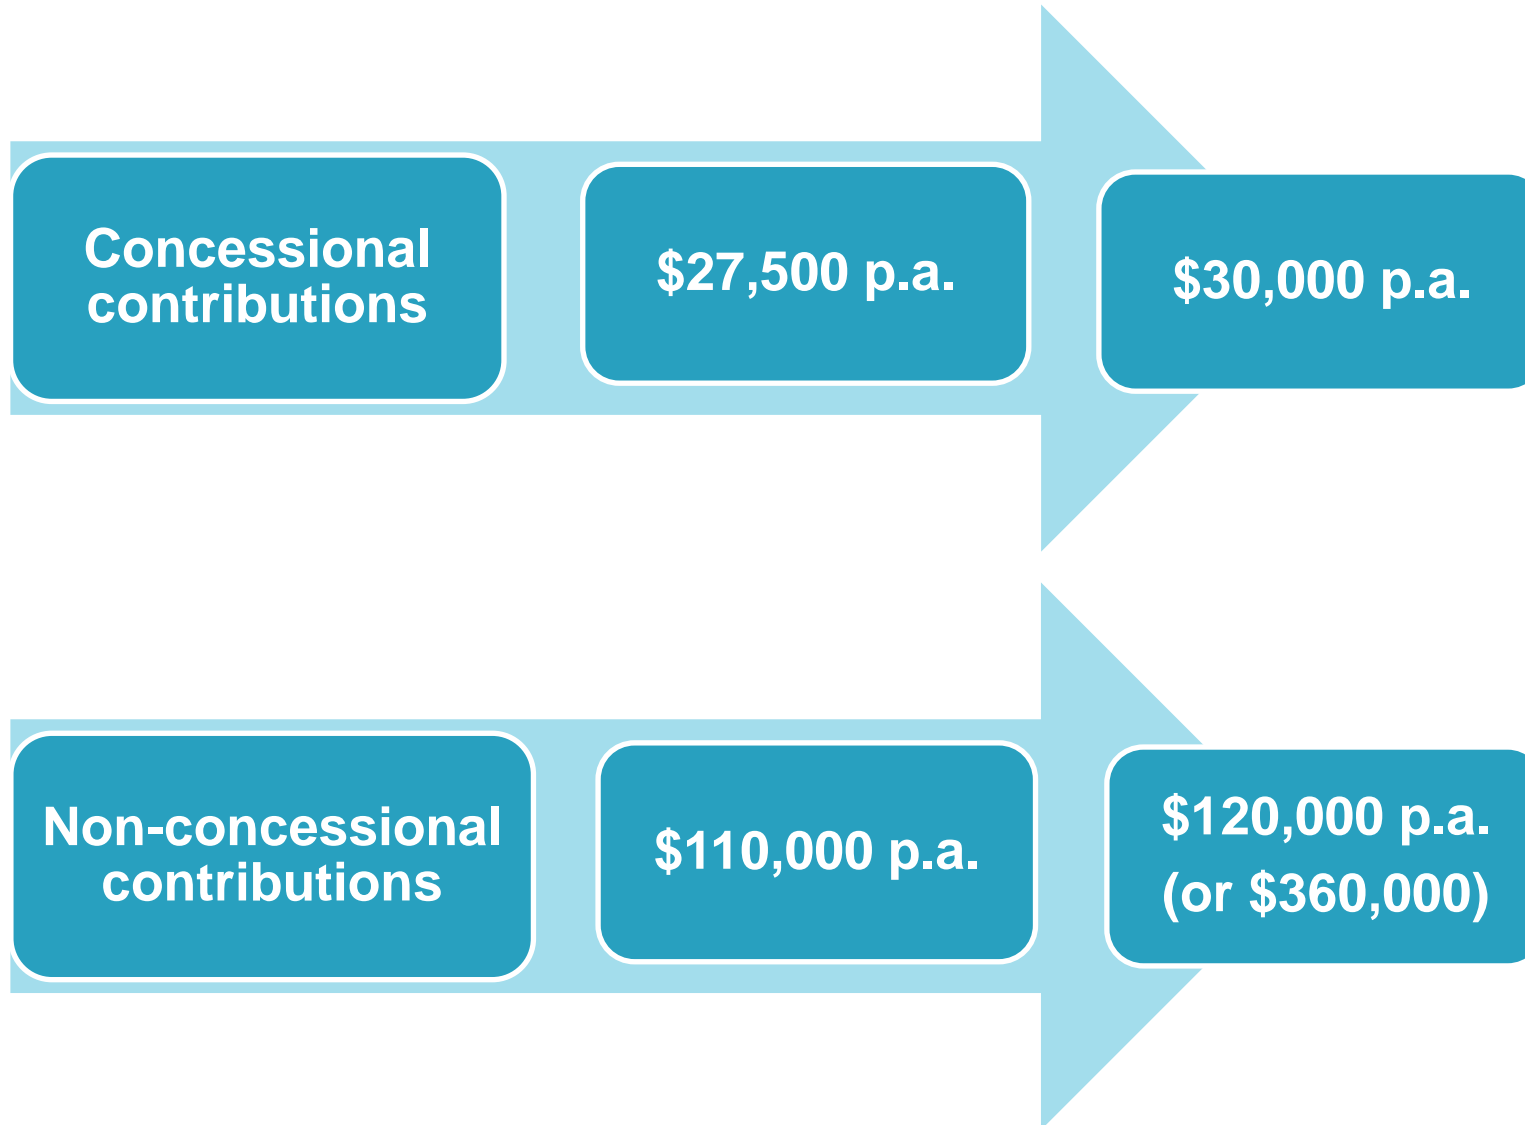 Concessional
contributions
$27,500 p.a.
$30,000 p.a.
Non-concessional
contributions
$110,000 p.a.
$120,000 p.a.
(or $360,000)